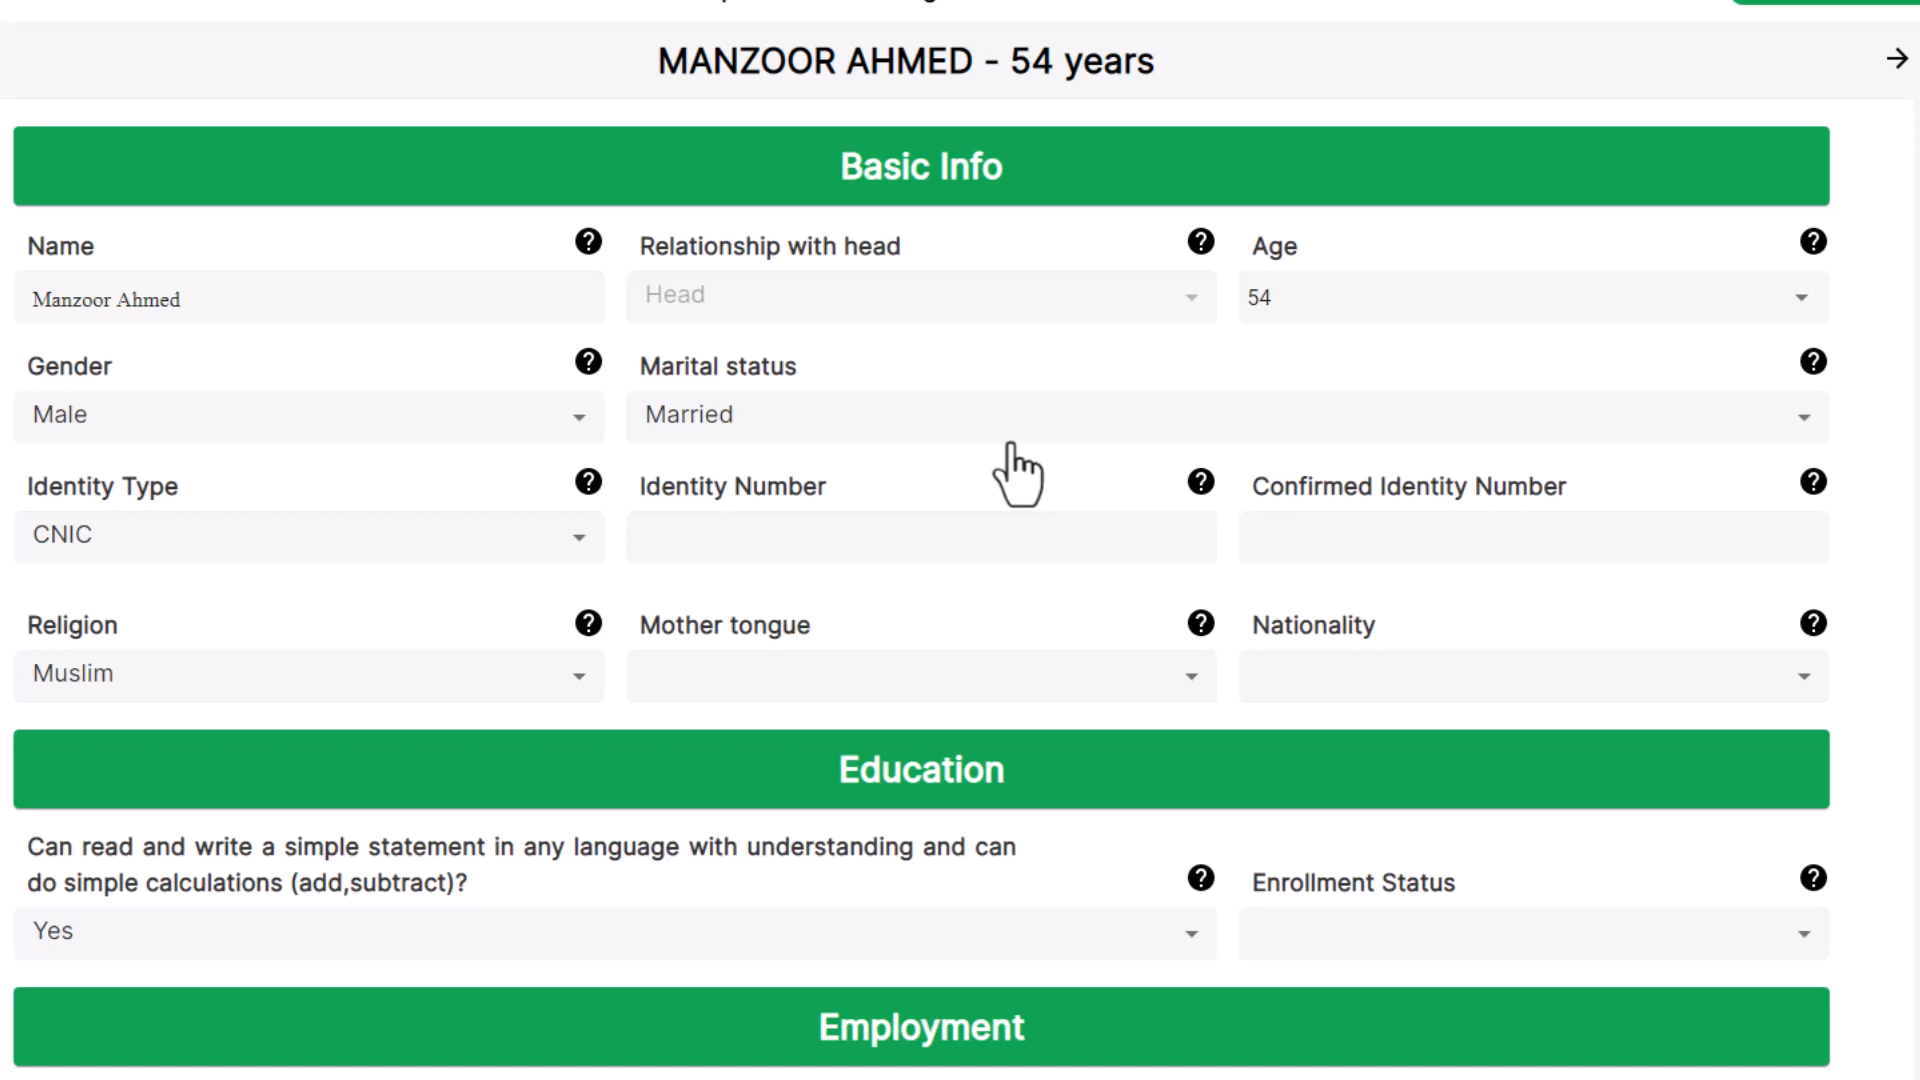 MANZOOR AHMED - 54 years
Basic Info
Name
Relationship with head
Age
Manzoor Ahmed
Head
54
Gender
Marital status
Male
Married
Identity Type
Identity Number
Confirmed Identity Number
CNIC
Religion
Mother tongue
Nationality
Muslim
Education
Can read and write a simple statement in any language with understanding and can
do simple calculations (add,subtract)?
Enrollment Status
Yes
Employment